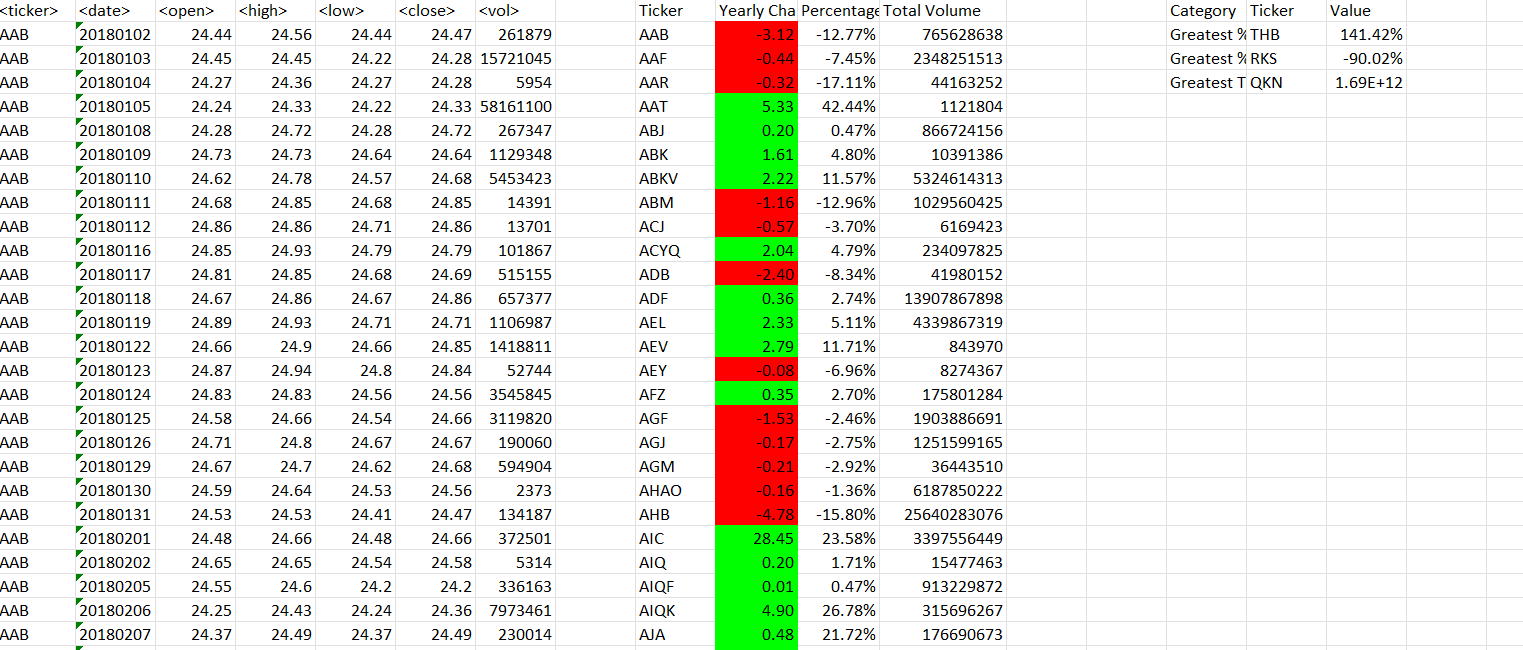 <ticker> <date> <open> <high> <low> <close> <vol> Ticker Yearly Cha Percentage Total Volume Category Ticker Value
AAB 20180102 24.44 24.56 24.44 24.47 261879 AAB -3.12 -12.77% 765628638 Greatest % THB 141.42%
AAB 20180103 24.45 24.45 24.22 24.28 15721045 AAF -0.44 -7.45% 2348251513 Greatest % RKS -90.02%
AAB 20180104 24.27 24.36 24.27 24.28 5954 AAR -0.32 -17.11% 44163252 Greatest T QKN 1.69E+12
AAB 20180105 24.24 24.33 24.22 24.33 58161100 AAT 5.33 42.44% 1121804
AAB 20180108 24.28 24.72 24.28 24.72 267347 ABJ 0.20 0.47% 866724156
AAB 20180109 24.73 24.73 24.64 24.64 1129348 ABK 1.61 4.80% 10391386
AAB 20180110 24.62 24.78 24.57 24.68 5453423 ABKV 2.22 11.57% 5324614313
AAB 20180111 24.68 24.85 24.68 24.85 14391 ABM -1.16 -12.96% 1029560425
AAB 20180112 24.86 24.86 24.71 24.86 13701 ACJ -0.57 -3.70% 6169423
AAB 20180116 24.85 24.93 24.79 24.79 101867 ACYQ 2.04 4.79% 234097825
AAB 20180117 24.81 24.85 24.68 24.69 515155 ADB -2.40 -8.34% 41980152
AAB 20180118 24.67 24.86 24.67 24.86 657377 ADF 0.36 2.74% 13907867898
AAB 20180119 24.89 24.93 24.71 24.71 1106987 AEL 2.33 5.11% 4339867319
AAB 20180122 24.66 24.9 24.66 24.85 1418811 AEV 2.79 11.71% 843970
AAB 20180123 24.87 24.94 24.8 24.84 52744 AEY -0.08 -6.96% 8274367
AAB 20180124 24.83 24.83 24.56 24.56 3545845 AFZ 0.35 2.70% 175801284
AAB 20180125 24.58 24.66 24.54 24.66 3119820 AGF -1.53 -2.46% 1903886691
AAB 20180126 24.71 24.8 24.67 24.67 190060 AGJ -0.17 -2.75% 1251599165
AAB 20180129 24.67 24.7 24.62 24.68 594904 AGM -0.21 -2.92% 36443510
AAB 20180130 24.59 24.64 24.53 24.56 2373 AHAO -0.16 -1.36% 6187850222
AAB 20180131 24.53 24.53 24.41 24.47 134187 AHB -4.78 -15.80% 25640283076
AAB 20180201 24.48 24.66 24.48 24.66 372501 AIC 28.45 23.58% 3397556449
AAB 20180202 24.65 24.65 24.54 24.58 5314 AIQ 0.20 1.71% 15477463
AAB 20180205 24.55 24.6 24.2 24.2 336163 AIQF 0.01 0.47% 913229872
AAB 20180206 24.25 24.43 24.24 24.36 7973461 AIQK 4.90 26.78% 315696267
AAB 20180207 24.37 24.49 24.37 24.49 230014 AJA 0.48 21.72% 176690673